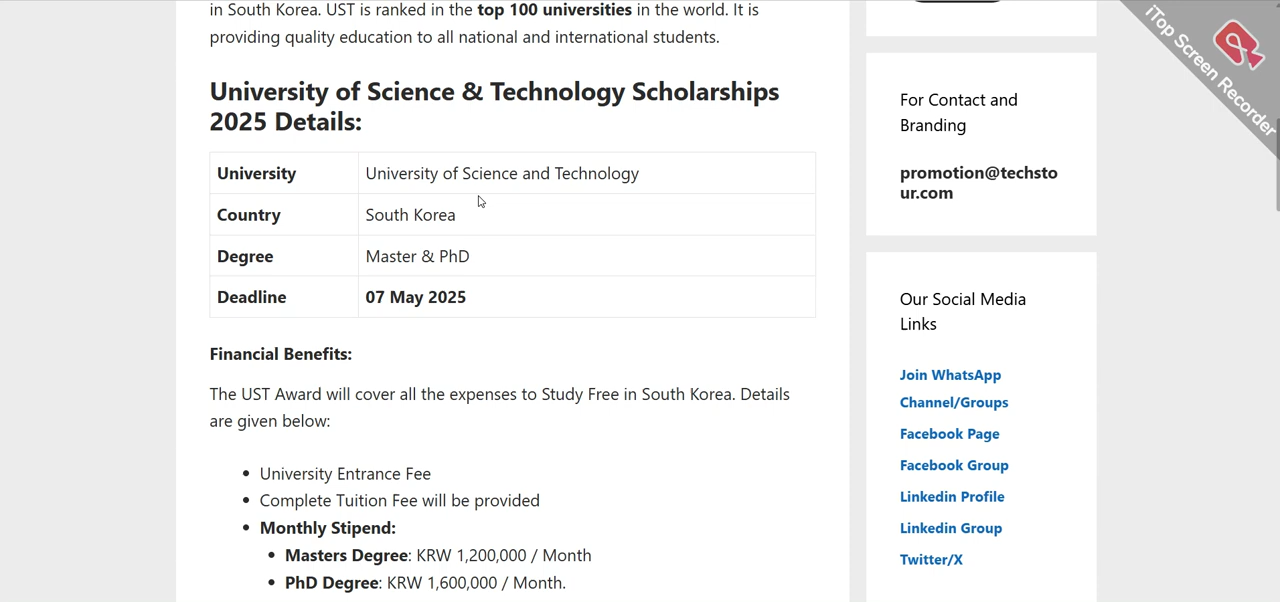 in South Korea. UST is ranked in the top 100 universities in the world. It is
providing quality education to all national and international students.
University of Science & Technology Scholarships
2025 Details:
University University of Science and Technology
Country South Korea
Degree Master & PhD
Deadline 07 May 2025
Financial Benefits:
The UST Award will cover all the expenses to Study Free in South Korea. Details
are given below:
• University Entrance Fee
• Complete Tuition Fee will be provided
• Monthly Stipend:
• Masters Degree: KRW 1,200,000 / Month
• PhD Degree: KRW 1,600,000 / Month.
For Contact and
Branding
promotion@techsto
ur.com
Our Social Media
Links
Join WhatsApp
Channel/Groups
Facebook Page
Facebook Group
Linkedin Profile
Linkedin Group
Twitter/X
iTop Screen Recorder